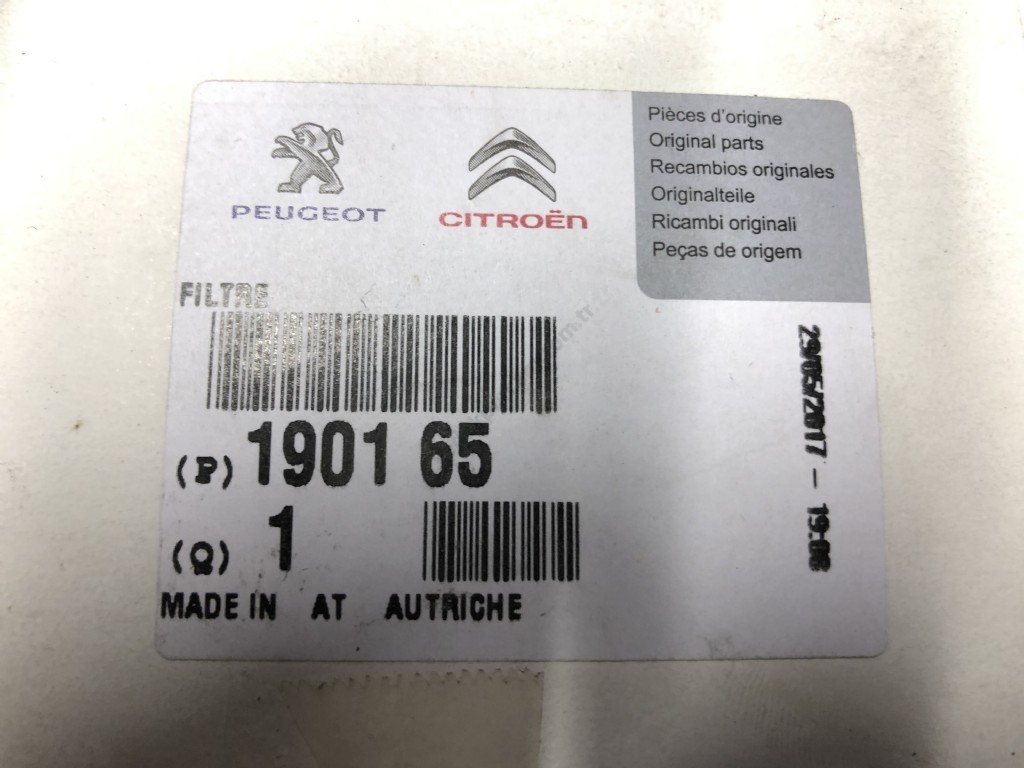 PEUGEOT
CITROËN
Pièces d'origine
Original parts
Recambios originales
Originalteile
Ricambi originali
Peças de origem
FILTRE
(P) 1901 65
(Q) 1
MADE IN AT AUTRICHE
29/05/2017 - 19:08